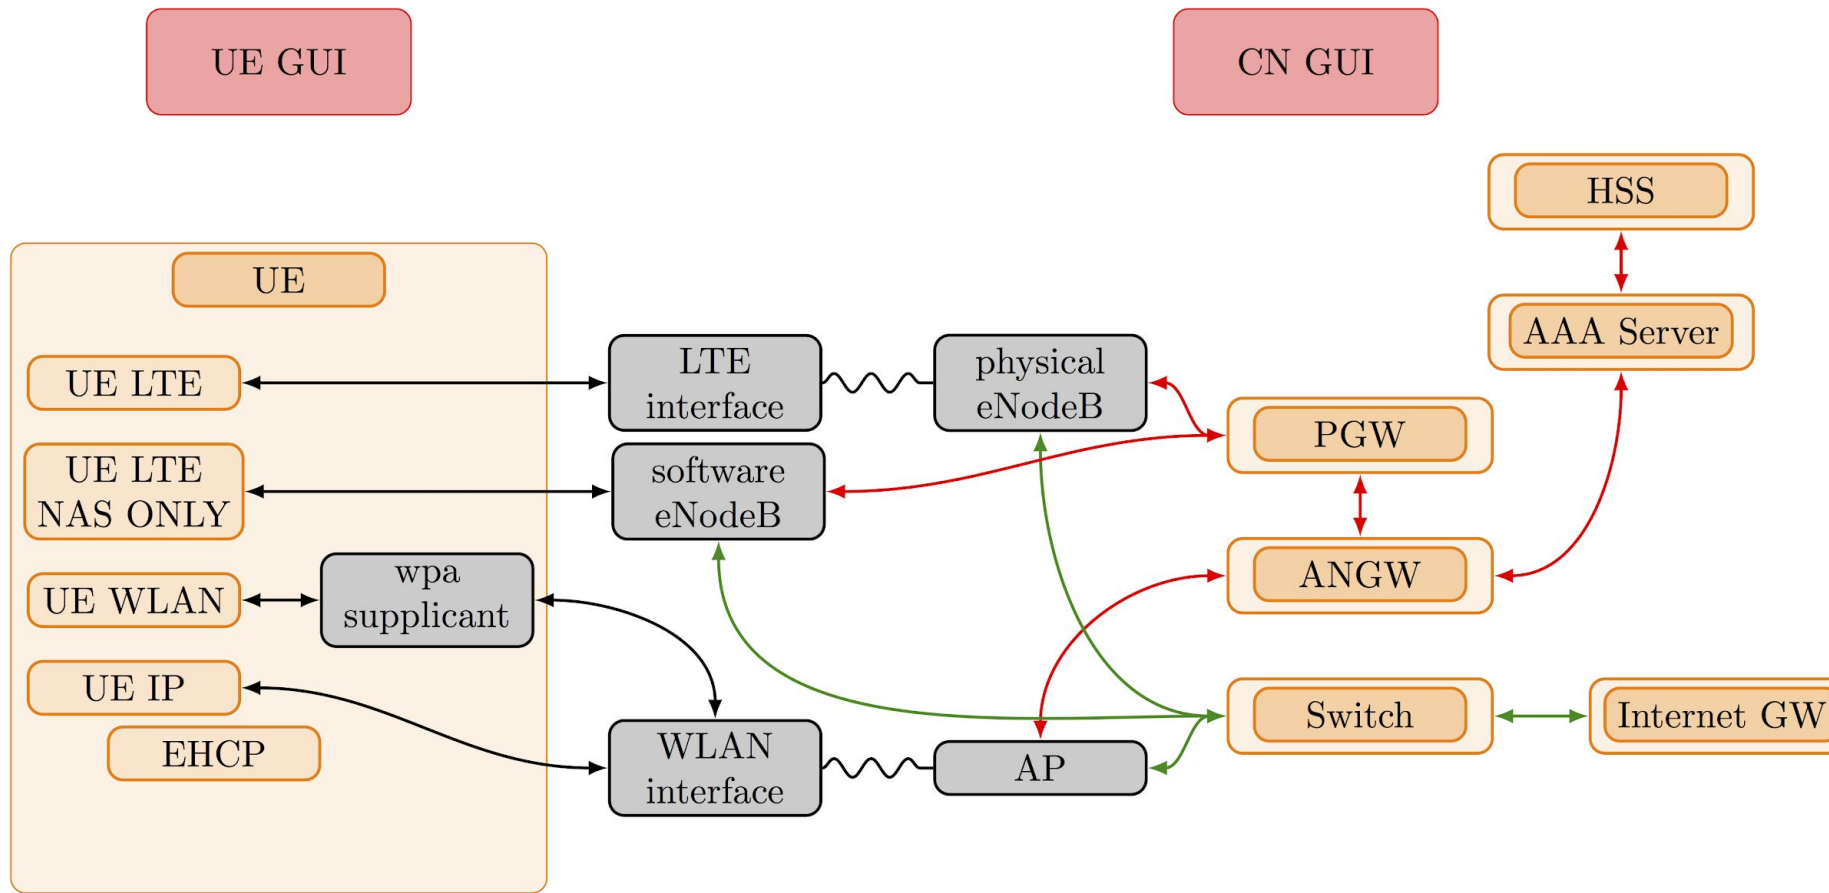 UE GUI
CN GUI
HSS
UE
AAA Server
UE LTE
LTE
interface
physical
eNodeB
PGW
UE LTE
NAS ONLY
software
eNodeB
UE WLAN
wpa
supplicant
ANGW
UE IP
EHCP
WLAN
interface
AP
Switch
Internet GW